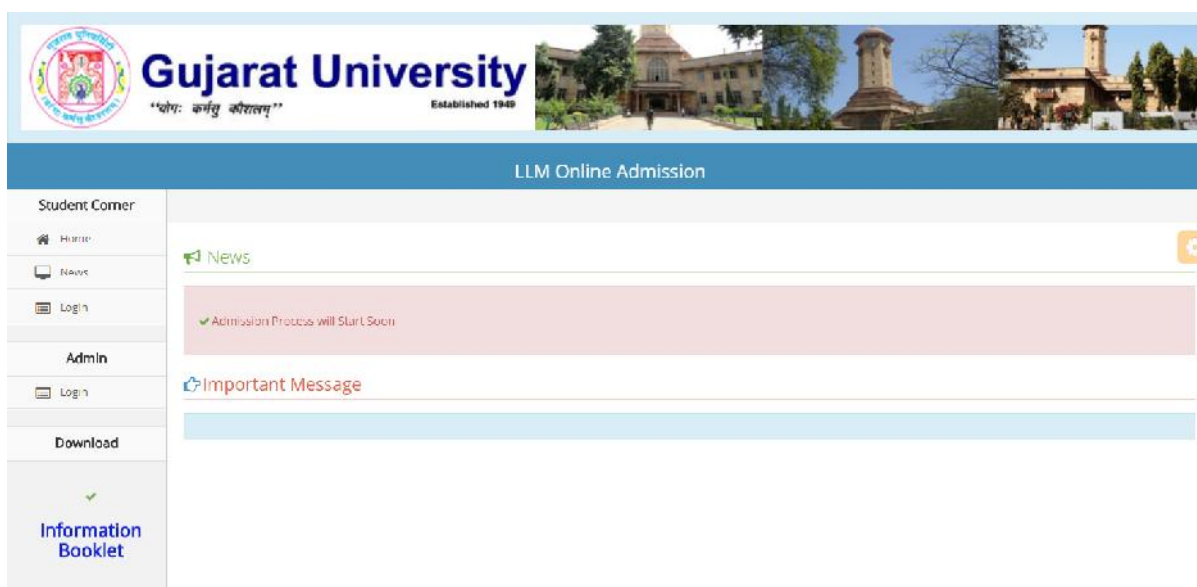 Gujarat University
“योगः कर्मसु कौशलम्”
Established 1949
LLM Online Admission
Student Corner
Home
News
Login
Admin
Login
Download
Information
Booklet
News
Admission Process will Start Soon
Important Message